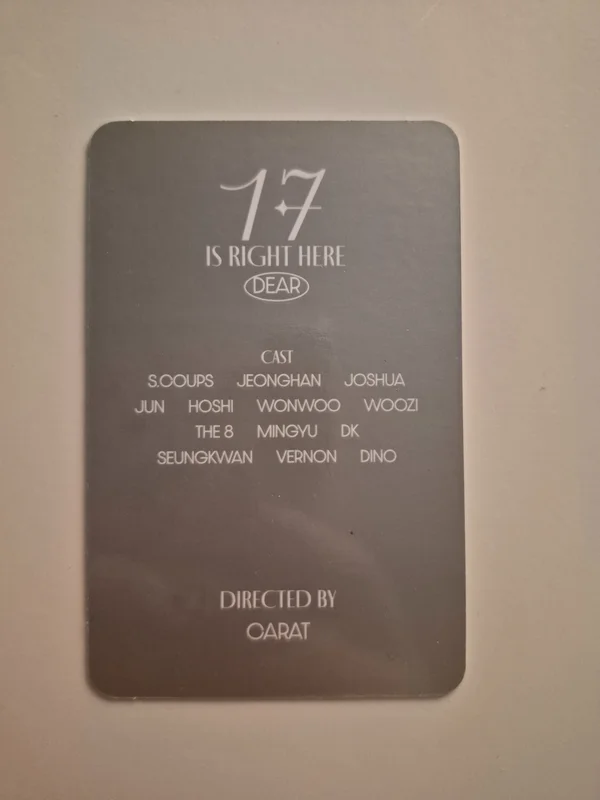 17
IS RIGHT HERE
DEAR
CAST
S.COUPS JEONGHAN JOSHUA
JUN HOSHI WONWOO WOOZI
THE 8 MINGYU DK
SEUNGKWAN VERNON DINO
DIRECTED BY
CARAT